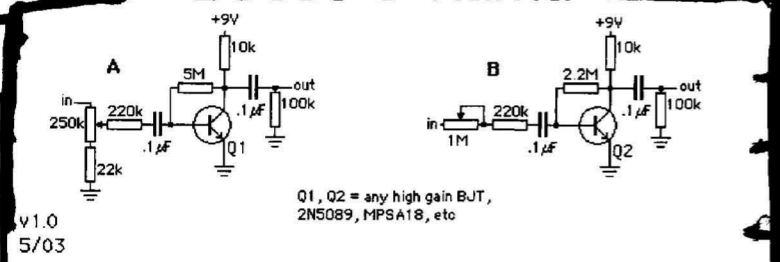 +9V
10k
A
5M
in
out
220k
250k
.1µF
100k
.1µF
Q1
22k
+9V
10k
B
2.2M
out
220k
.1µF
100k
in
1M
.1µF
Q2
Q1, Q2 = any high gain BJT,
2N5089, MPSA18, etc
v1.0
5/03